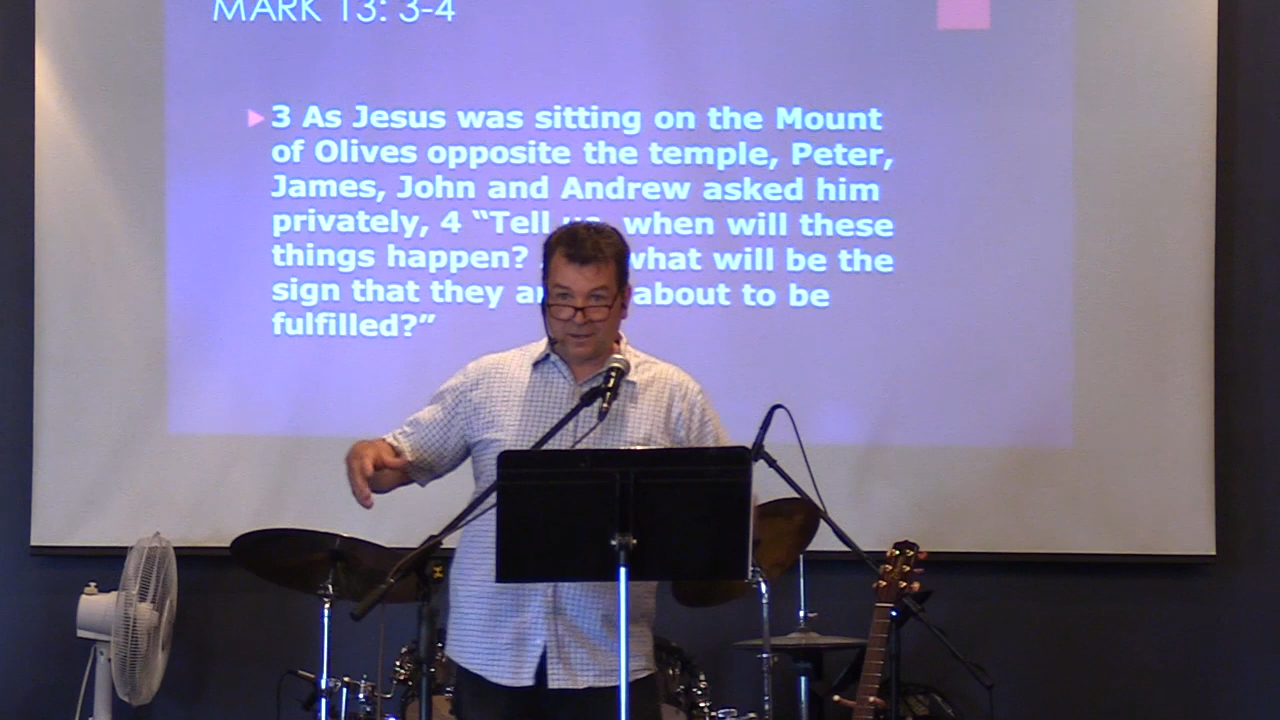 MARK 13: 3-4
3 As Jesus was sitting on the Mount
of Olives opposite the temple, Peter,
James, John and Andrew asked him
privately, 4 “Tell us, when will these
things happen? what will be the
sign that they about to be
fulfilled?”